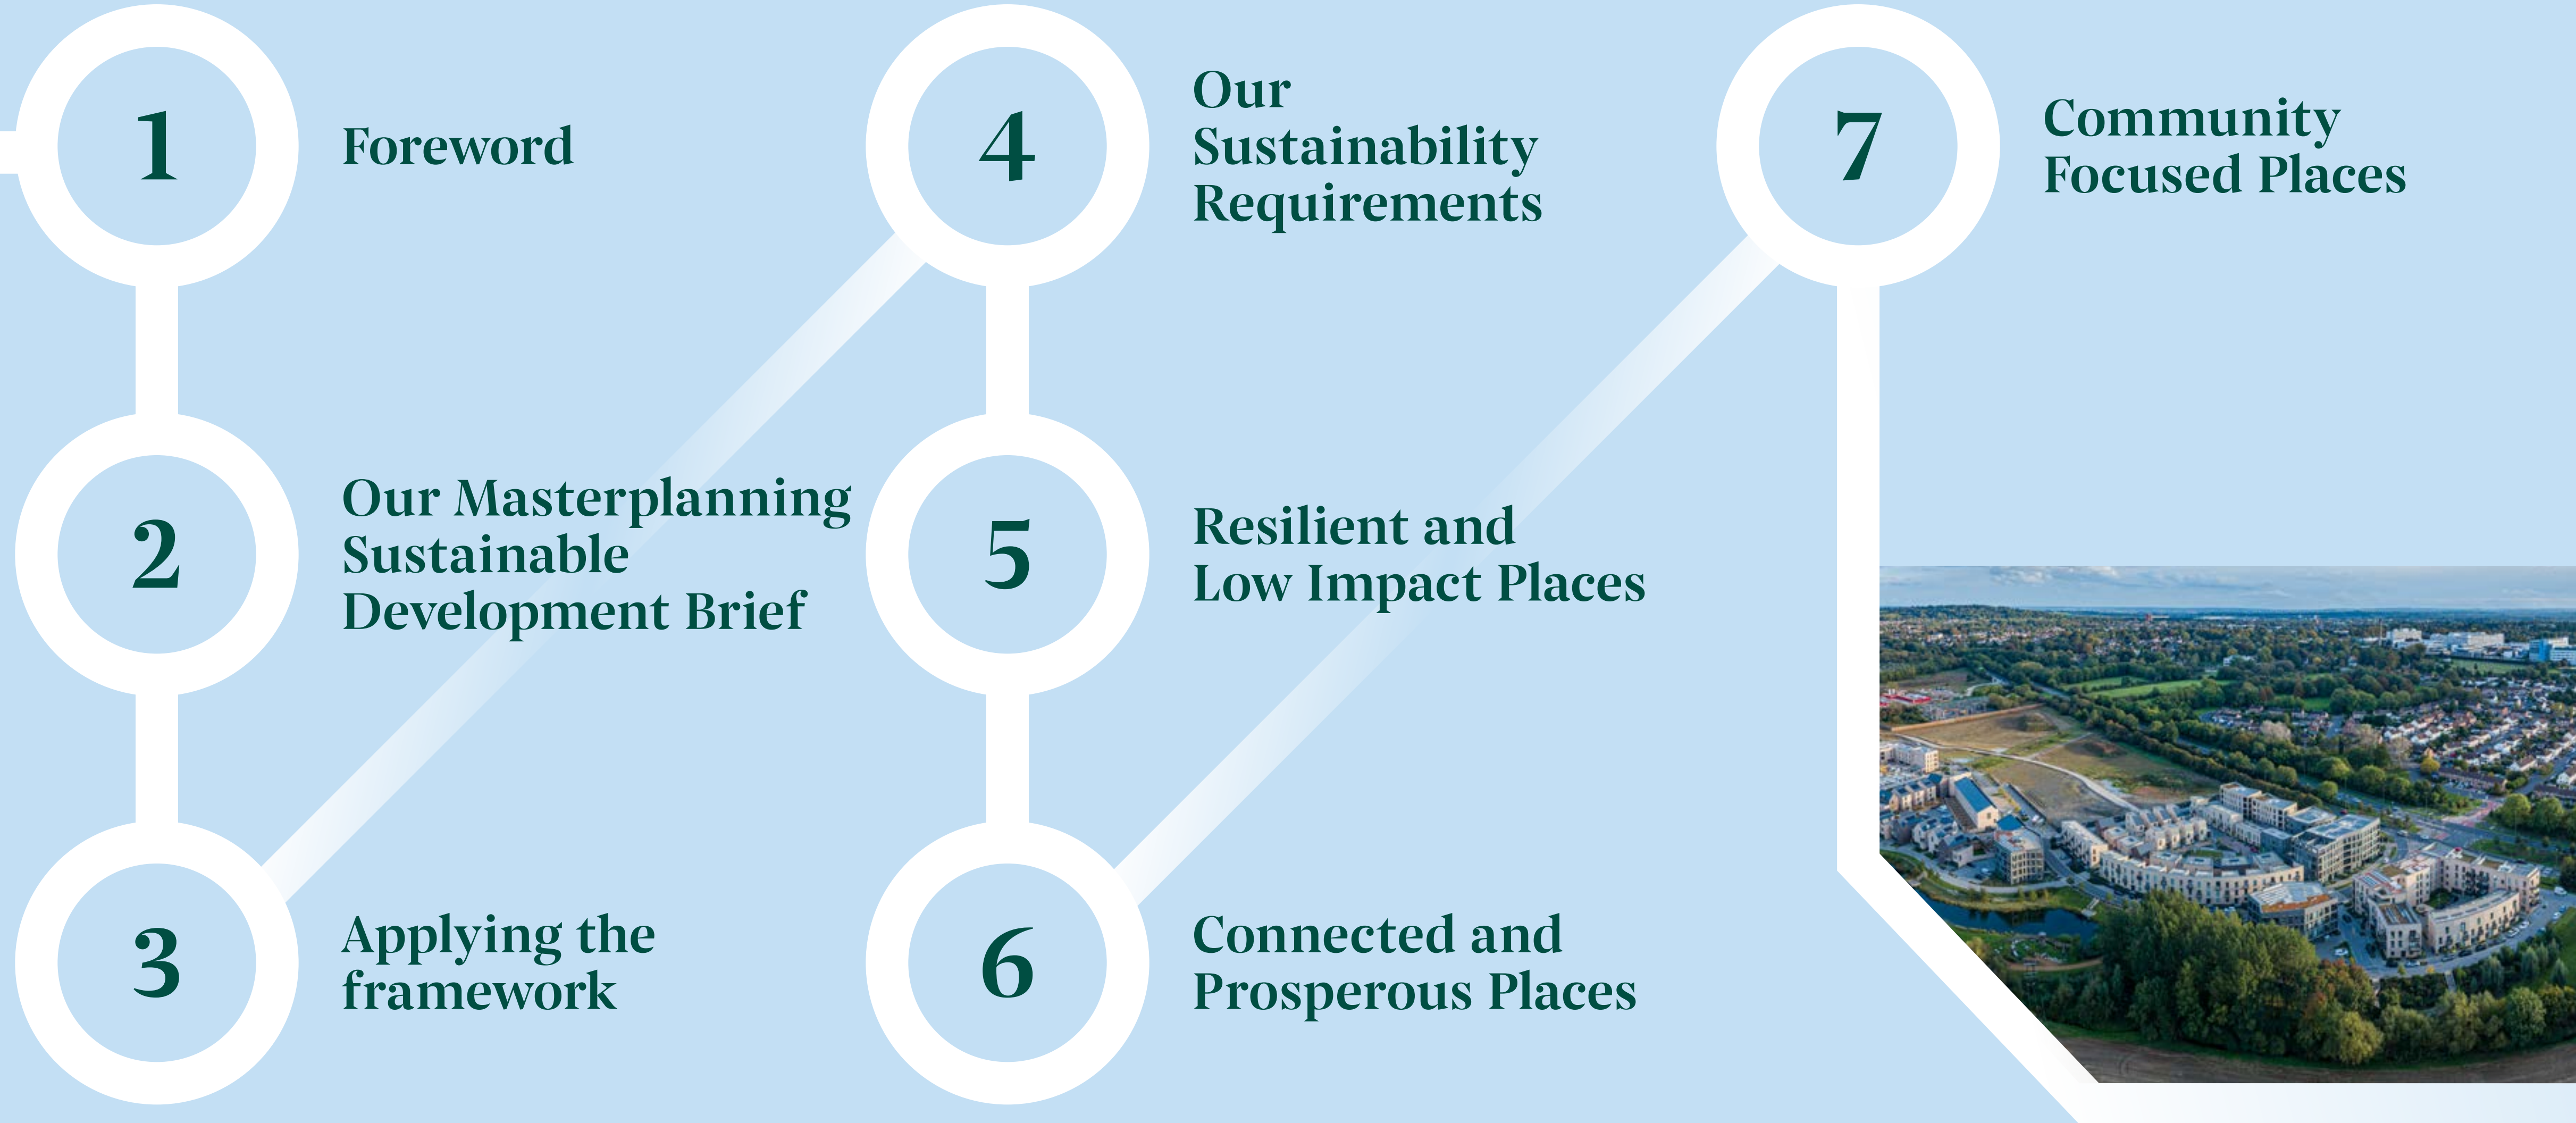 1
Foreword
2
Our Masterplanning
Sustainable
Development Brief
3
Applying the
framework
4
Our
Sustainability
Requirements
5
Resilient and
Low Impact Places
6
Connected and
Prosperous Places
7
Community
Focused Places